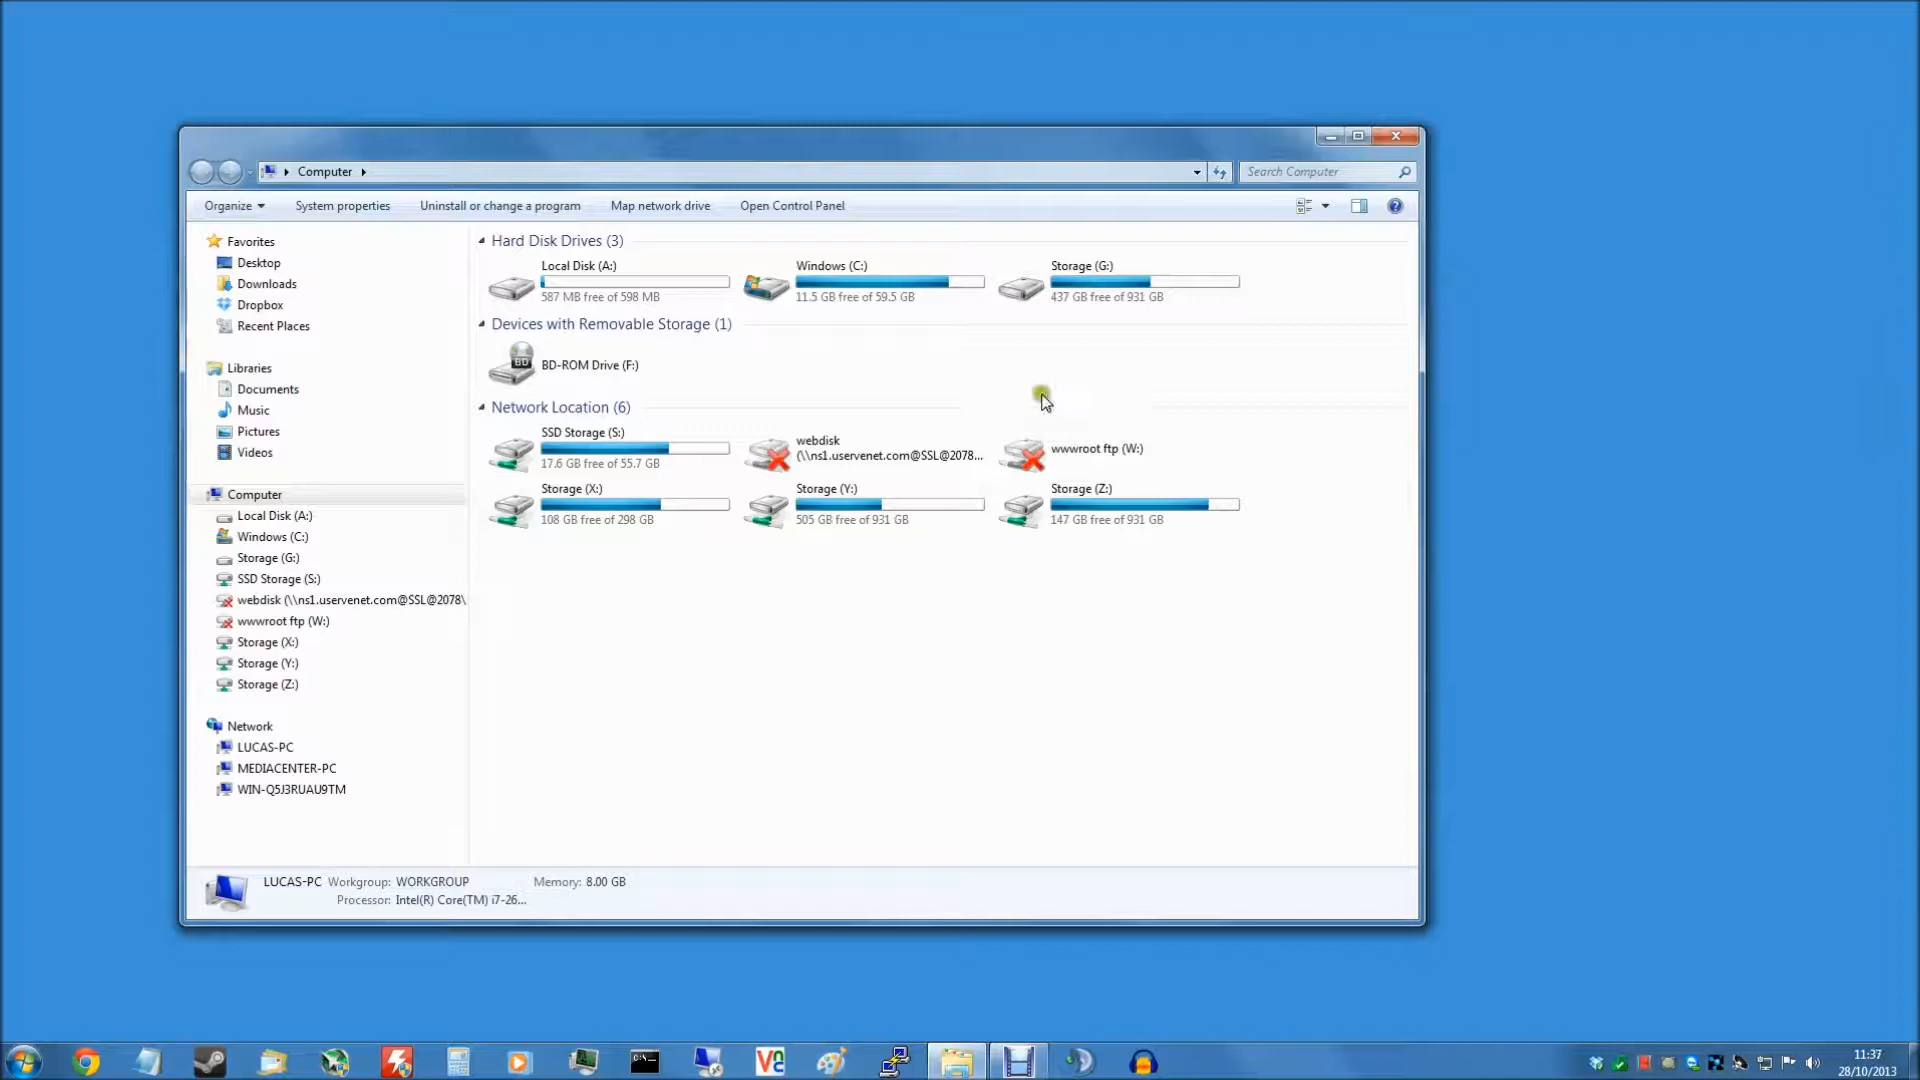 Computer
Search Computer
Organize
System properties
Uninstall or change a program
Map network drive
Open Control Panel
Favorites
Desktop
Downloads
Dropbox
Recent Places
Libraries
Documents
Music
Pictures
Videos
Computer
Local Disk (A:)
Windows (C:)
Storage (G:)
SSD Storage (S:)
webdisk (\\ns1.uservenet.com@SSL@2078\
wwwroot ftp (W:)
Storage (X:)
Storage (Y:)
Storage (Z:)
Network
LUCAS-PC
MEDIACENTER-PC
WIN-Q5J3RUAU9TM
Hard Disk Drives (3)
Local Disk (A:)
587 MB free of 598 MB
Windows (C:)
11.5 GB free of 59.5 GB
Storage (G:)
437 GB free of 931 GB
Devices with Removable Storage (1)
BD
BD-ROM Drive (F:)
Network Location (6)
SSD Storage (S:)
17.6 GB free of 55.7 GB
webdisk
(\\ns1.uservenet.com@SSL@2078...
wwwroot ftp (W:)
Storage (X:)
108 GB free of 298 GB
Storage (Y:)
505 GB free of 931 GB
Storage (Z:)
147 GB free of 931 GB
LUCAS-PC Workgroup: WORKGROUP Memory: 8.00 GB
Processor: Intel(R) Core(TM) i7-26...
C:\
11:37
28/10/2013